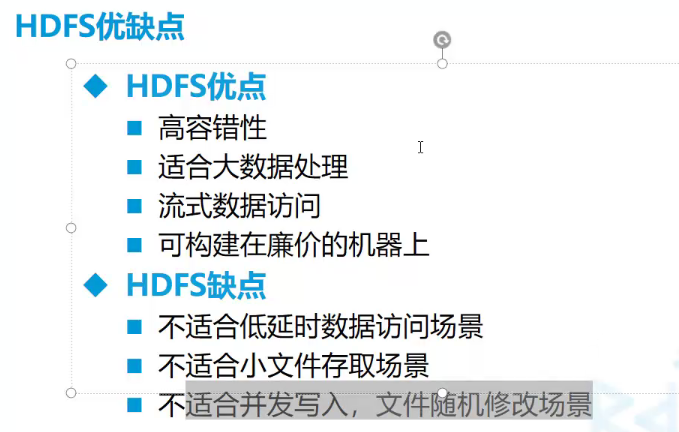 HDFS优缺点
HDFS优点
高容错性
适合大数据处理
流式数据访问
可构建在廉价的机器上
HDFS缺点
不适合低延时数据访问场景
不适合小文件存取场景
不适合并发写入，文件随机修改场景